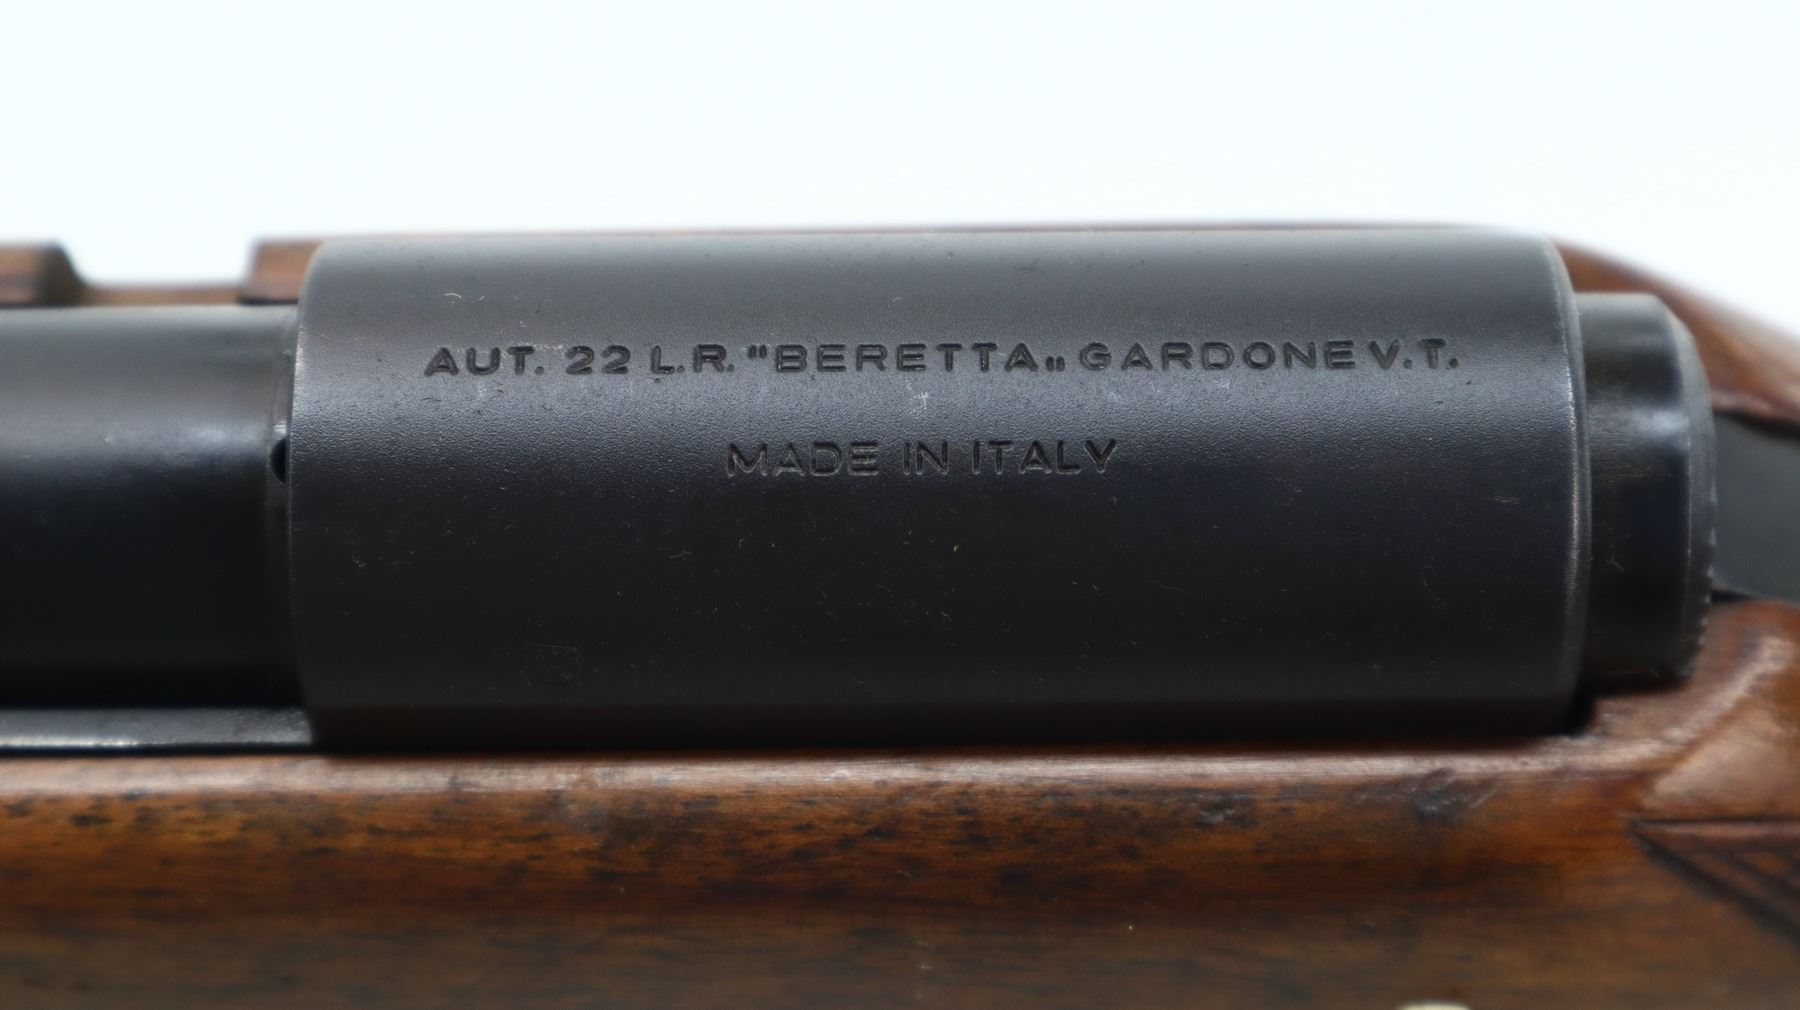 AUT. 22 L.R. "BERETTA„ GARDONE V.T.
MADE IN ITALY